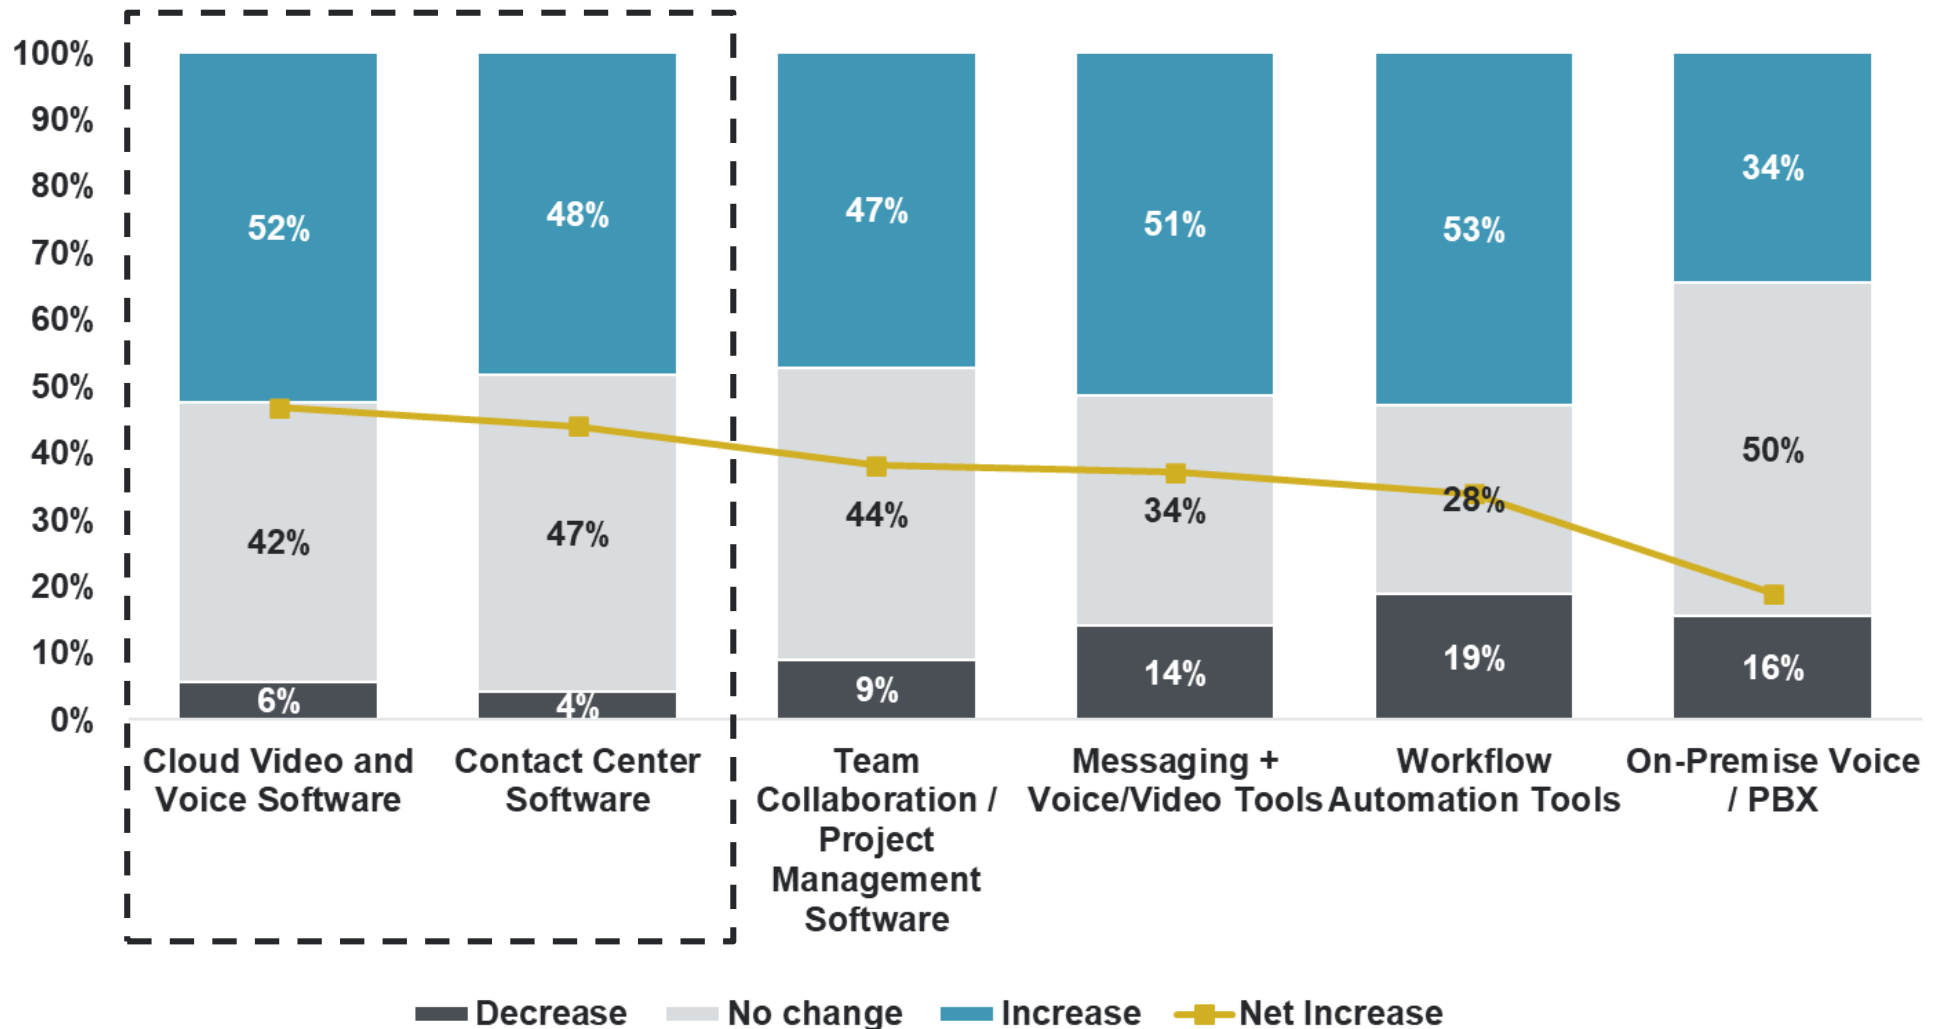 100%
90%
80%
70%
60%
50%
40%
30%
20%
10%
0%
52%
48%
47%
51%
53%
34%
42%
47%
44%
34%
28%
50%
6%
4%
9%
14%
19%
16%
Cloud Video and
Voice Software
Contact Center
Software
Team
Collaboration /
Project
Management
Software
Messaging +
Voice/Video Tools
Workflow
Automation Tools
On-Premise Voice
/ PBX
Decrease
No change
Increase
Net Increase